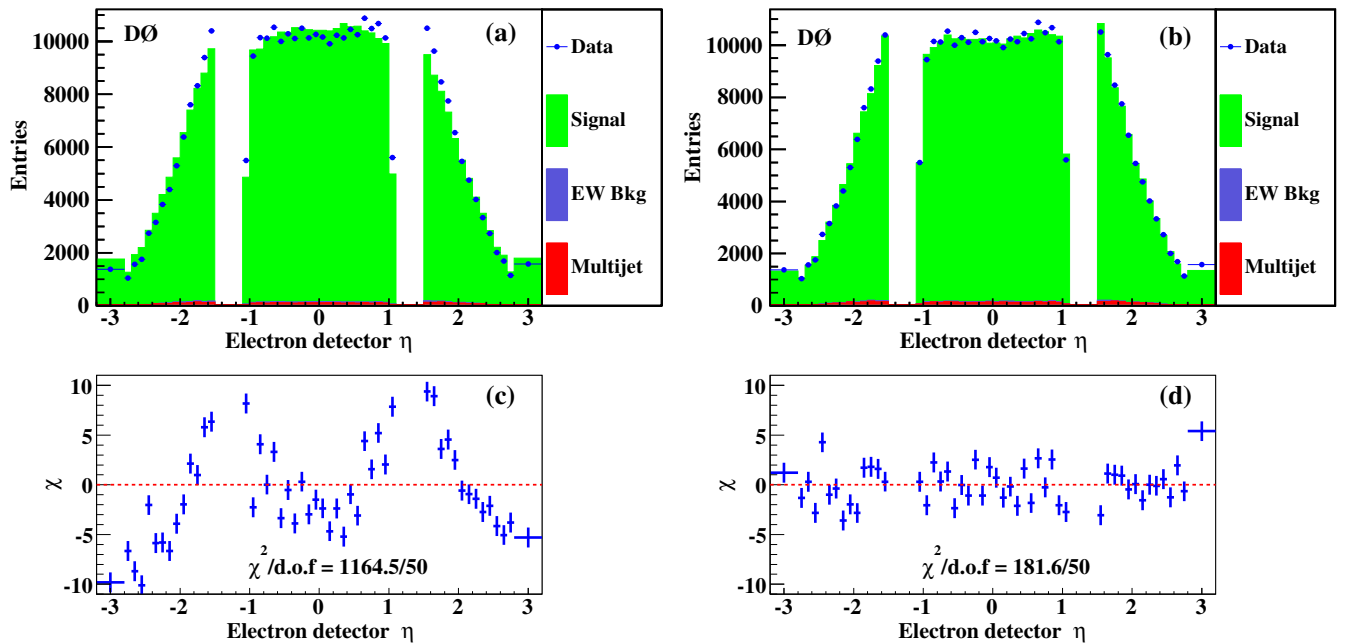 DØ
(a)
Entries
10000
8000
6000
4000
2000
0
-3 -2 -1 0 1 2 3
Electron detector η
Data
Signal
EW Bkg
Multijet
DØ
(b)
Entries
10000
8000
6000
4000
2000
0
-3 -2 -1 0 1 2 3
Electron detector η
Data
Signal
EW Bkg
Multijet
(c)
χ
10
5
0
-5
-10
χ²/d.o.f = 1164.5/50
-3 -2 -1 0 1 2 3
Electron detector η
(d)
χ
10
5
0
-5
-10
χ²/d.o.f = 181.6/50
-3 -2 -1 0 1 2 3
Electron detector η